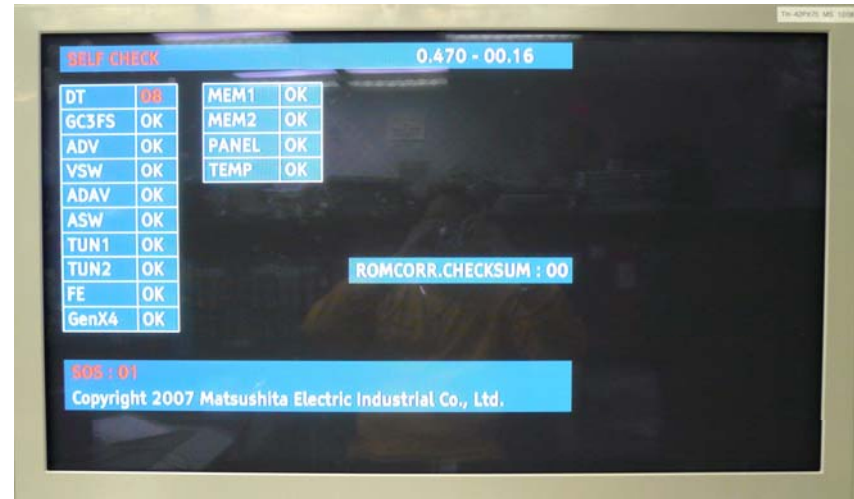 SELF CHECK 0.470 - 00.16
DT 08 MEM1 OK
GC3FS OK MEM2 OK
ADV OK PANEL OK
VSW OK TEMP OK
ADAV OK
ASW OK
TUN1 OK
TUN2 OK
ROMCORR.CHECKSUM : 00
FE OK
GenX4 OK
SOS : 01
Copyright 2007 Matsushita Electric Industrial Co., Ltd.